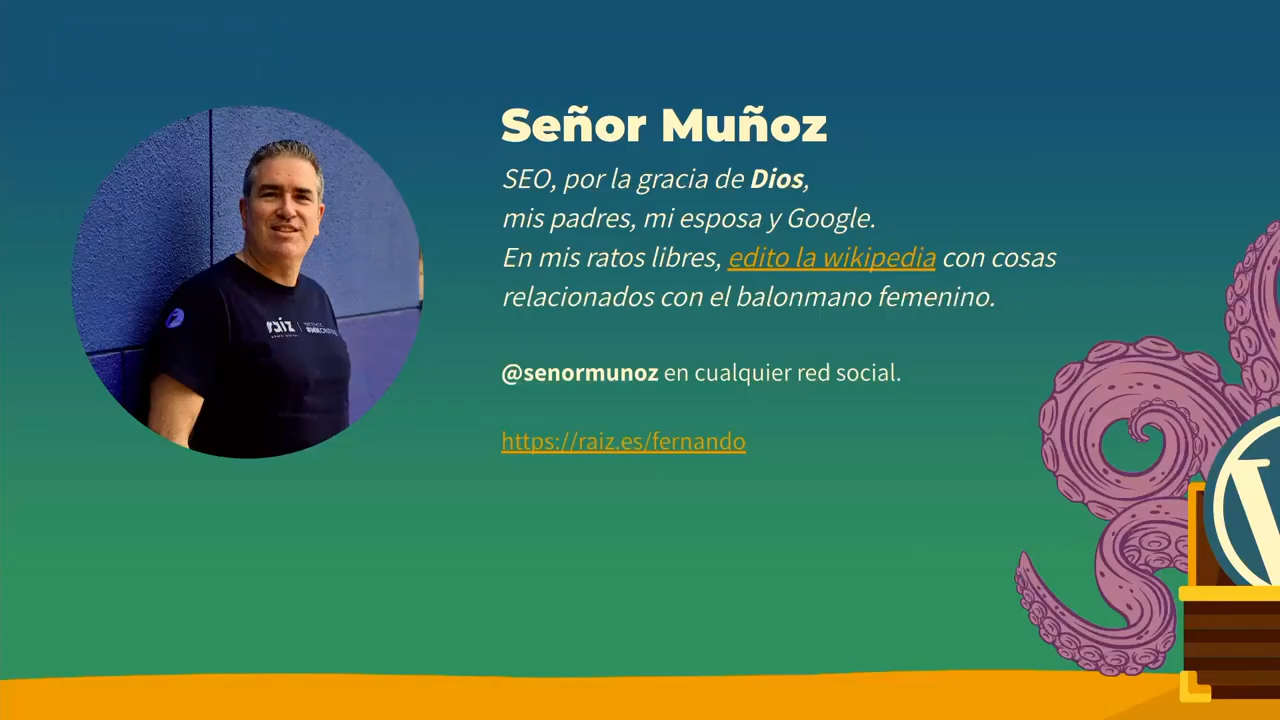 Señor Muñoz
SEO, por la gracia de Dios,
mis padres, mi esposa y Google.
En mis ratos libres, edito la wikipedia con cosas
relacionados con el balonmano femenino.
@senormunoz en cualquier red social.
https://raiz.es/fernando
raiz